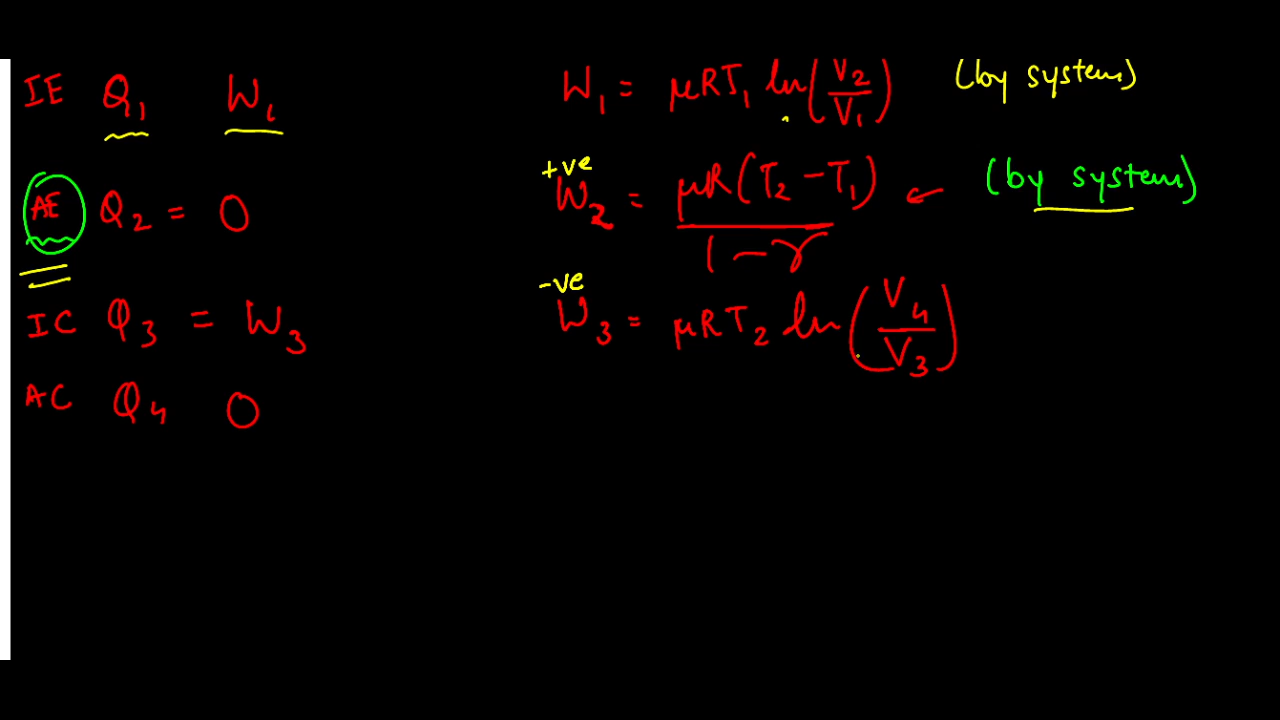 IE Q₁ W₁ W₁ = μRT₁ ln(V₂/V₁) (by system)
+ve
AE Q₂ = 0 W₂ = μR(T₂ - T₁)/(1 - γ) ← (by system)
-ve
IC Q₃ = W₃ W₃ = μRT₂ ln(V₄/V₃)
AC Q₄ 0